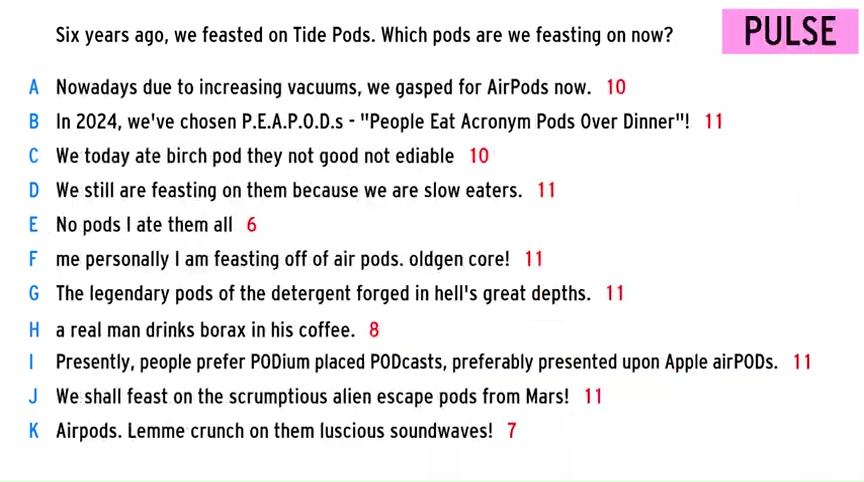 Six years ago, we feasted on Tide Pods. Which pods are we feasting on now?
PULSE
A Nowadays due to increasing vacuums, we gasped for AirPods now. 10
B In 2024, we've chosen P.E.A.P.O.D.s - "People Eat Acronym Pods Over Dinner"! 11
C We today ate birch pod they not good not ediable 10
D We still are feasting on them because we are slow eaters. 11
E No pods I ate them all 6
F me personally I am feasting off of air pods. oldgen core! 11
G The legendary pods of the detergent forged in hell's great depths. 11
H a real man drinks borax in his coffee. 8
I Presently, people prefer PODium placed PODcasts, preferably presented upon Apple airPODs. 11
J We shall feast on the scrumptious alien escape pods from Mars! 11
K Airpods. Lemme crunch on them luscious soundwaves! 7